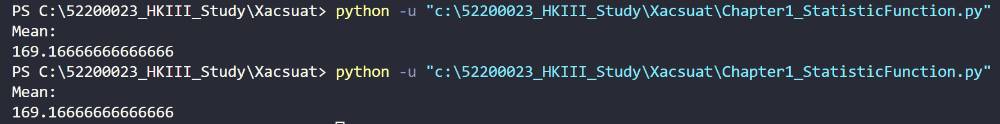 PS C:\52200023_HKIII_Study\Xacsuat> python -u "c:\52200023_HKIII_Study\Xacsuat\Chapter1_StatisticFunction.py"
Mean:
169.16666666666666
PS C:\52200023_HKIII_Study\Xacsuat> python -u "c:\52200023_HKIII_Study\Xacsuat\Chapter1_StatisticFunction.py"
Mean:
169.16666666666666